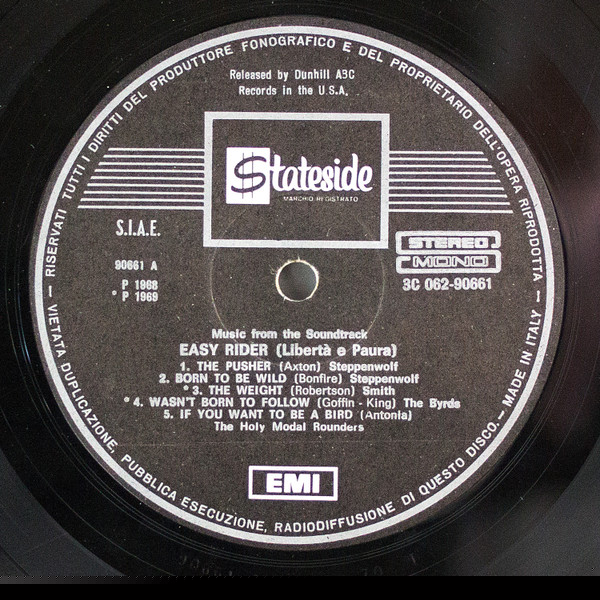 RISERVATI TUTTI I DIRITTI DEL PRODUTTORE FONOGRAFICO E DEL PROPRIETARIO DELL'OPERA RIPRODOTTA
Released by Dunhill ABC
Records in the U.S.A.
Stateside
MARCHIO REGISTRATO
S.I.A.E.
STEREO
MONO
90661 A
3C 062-90661
P 1968
* P 1969
Music from the Soundtrack
EASY RIDER (Libertà e Paura)
1. THE PUSHER (Axton) Steppenwolf
2. BORN TO BE WILD (Bonfire) Steppenwolf
* 3. THE WEIGHT (Robertson) Smith
* 4. WASN'T BORN TO FOLLOW (Goffin - King) The Byrds
5. IF YOU WANT TO BE A BIRD (Antonia)
The Holy Modal Rounders
EMI
— VIETATA DUPLICAZIONE, PUBBLICA ESECUZIONE, RADIODIFFUSIONE DI QUESTO DISCO. — MADE IN ITALY —